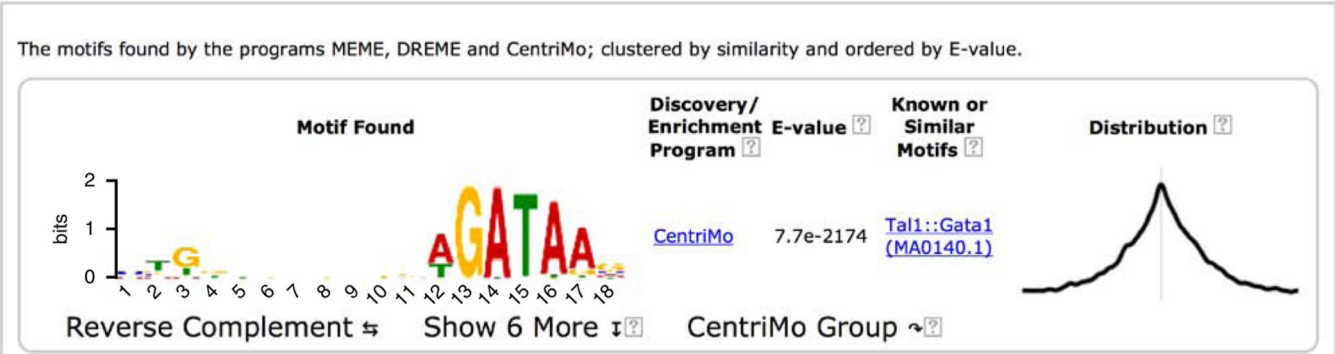 The motifs found by the programs MEME, DREME and CentriMo; clustered by similarity and ordered by E-value.
Motif Found
Discovery/
Enrichment
Program ?
E-value ?
Known or
Similar
Motifs ?
Distribution ?
2
1
0
bits
AGATAA
T
G
T
1 2 3 4 5 6 7 8 9 10 11 12 13 14 15 16 17 18
CentriMo
7.7e-2174
Tal1::Gata1
(MA0140.1)
Reverse Complement ⇆
Show 6 More ↧?
CentriMo Group ↷?